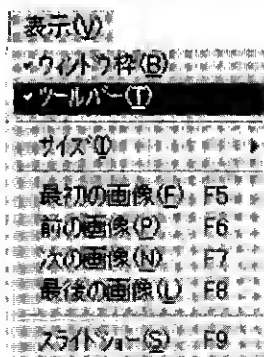 表示(V)
✓ウィンドウ枠(B)
✓ツールバー(T)
サイズ(I)
最初の画像(F) F5
前の画像(P) F6
次の画像(N) F7
最後の画像(L) F8
スライドショー(S) F9